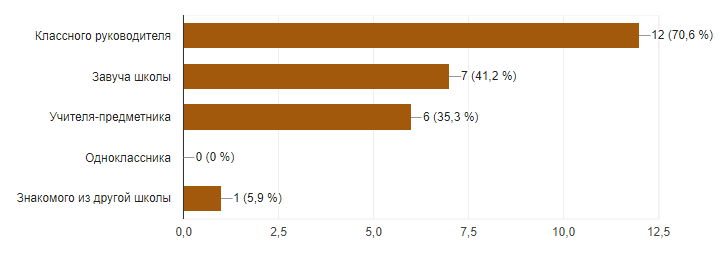 Классного руководителя 12 (70,6 %)
Завуча школы 7 (41,2 %)
Учителя-предметника 6 (35,3 %)
Одноклассника 0 (0 %)
Знакомого из другой школы 1 (5,9 %)
0,0 2,5 5,0 7,5 10,0 12,5